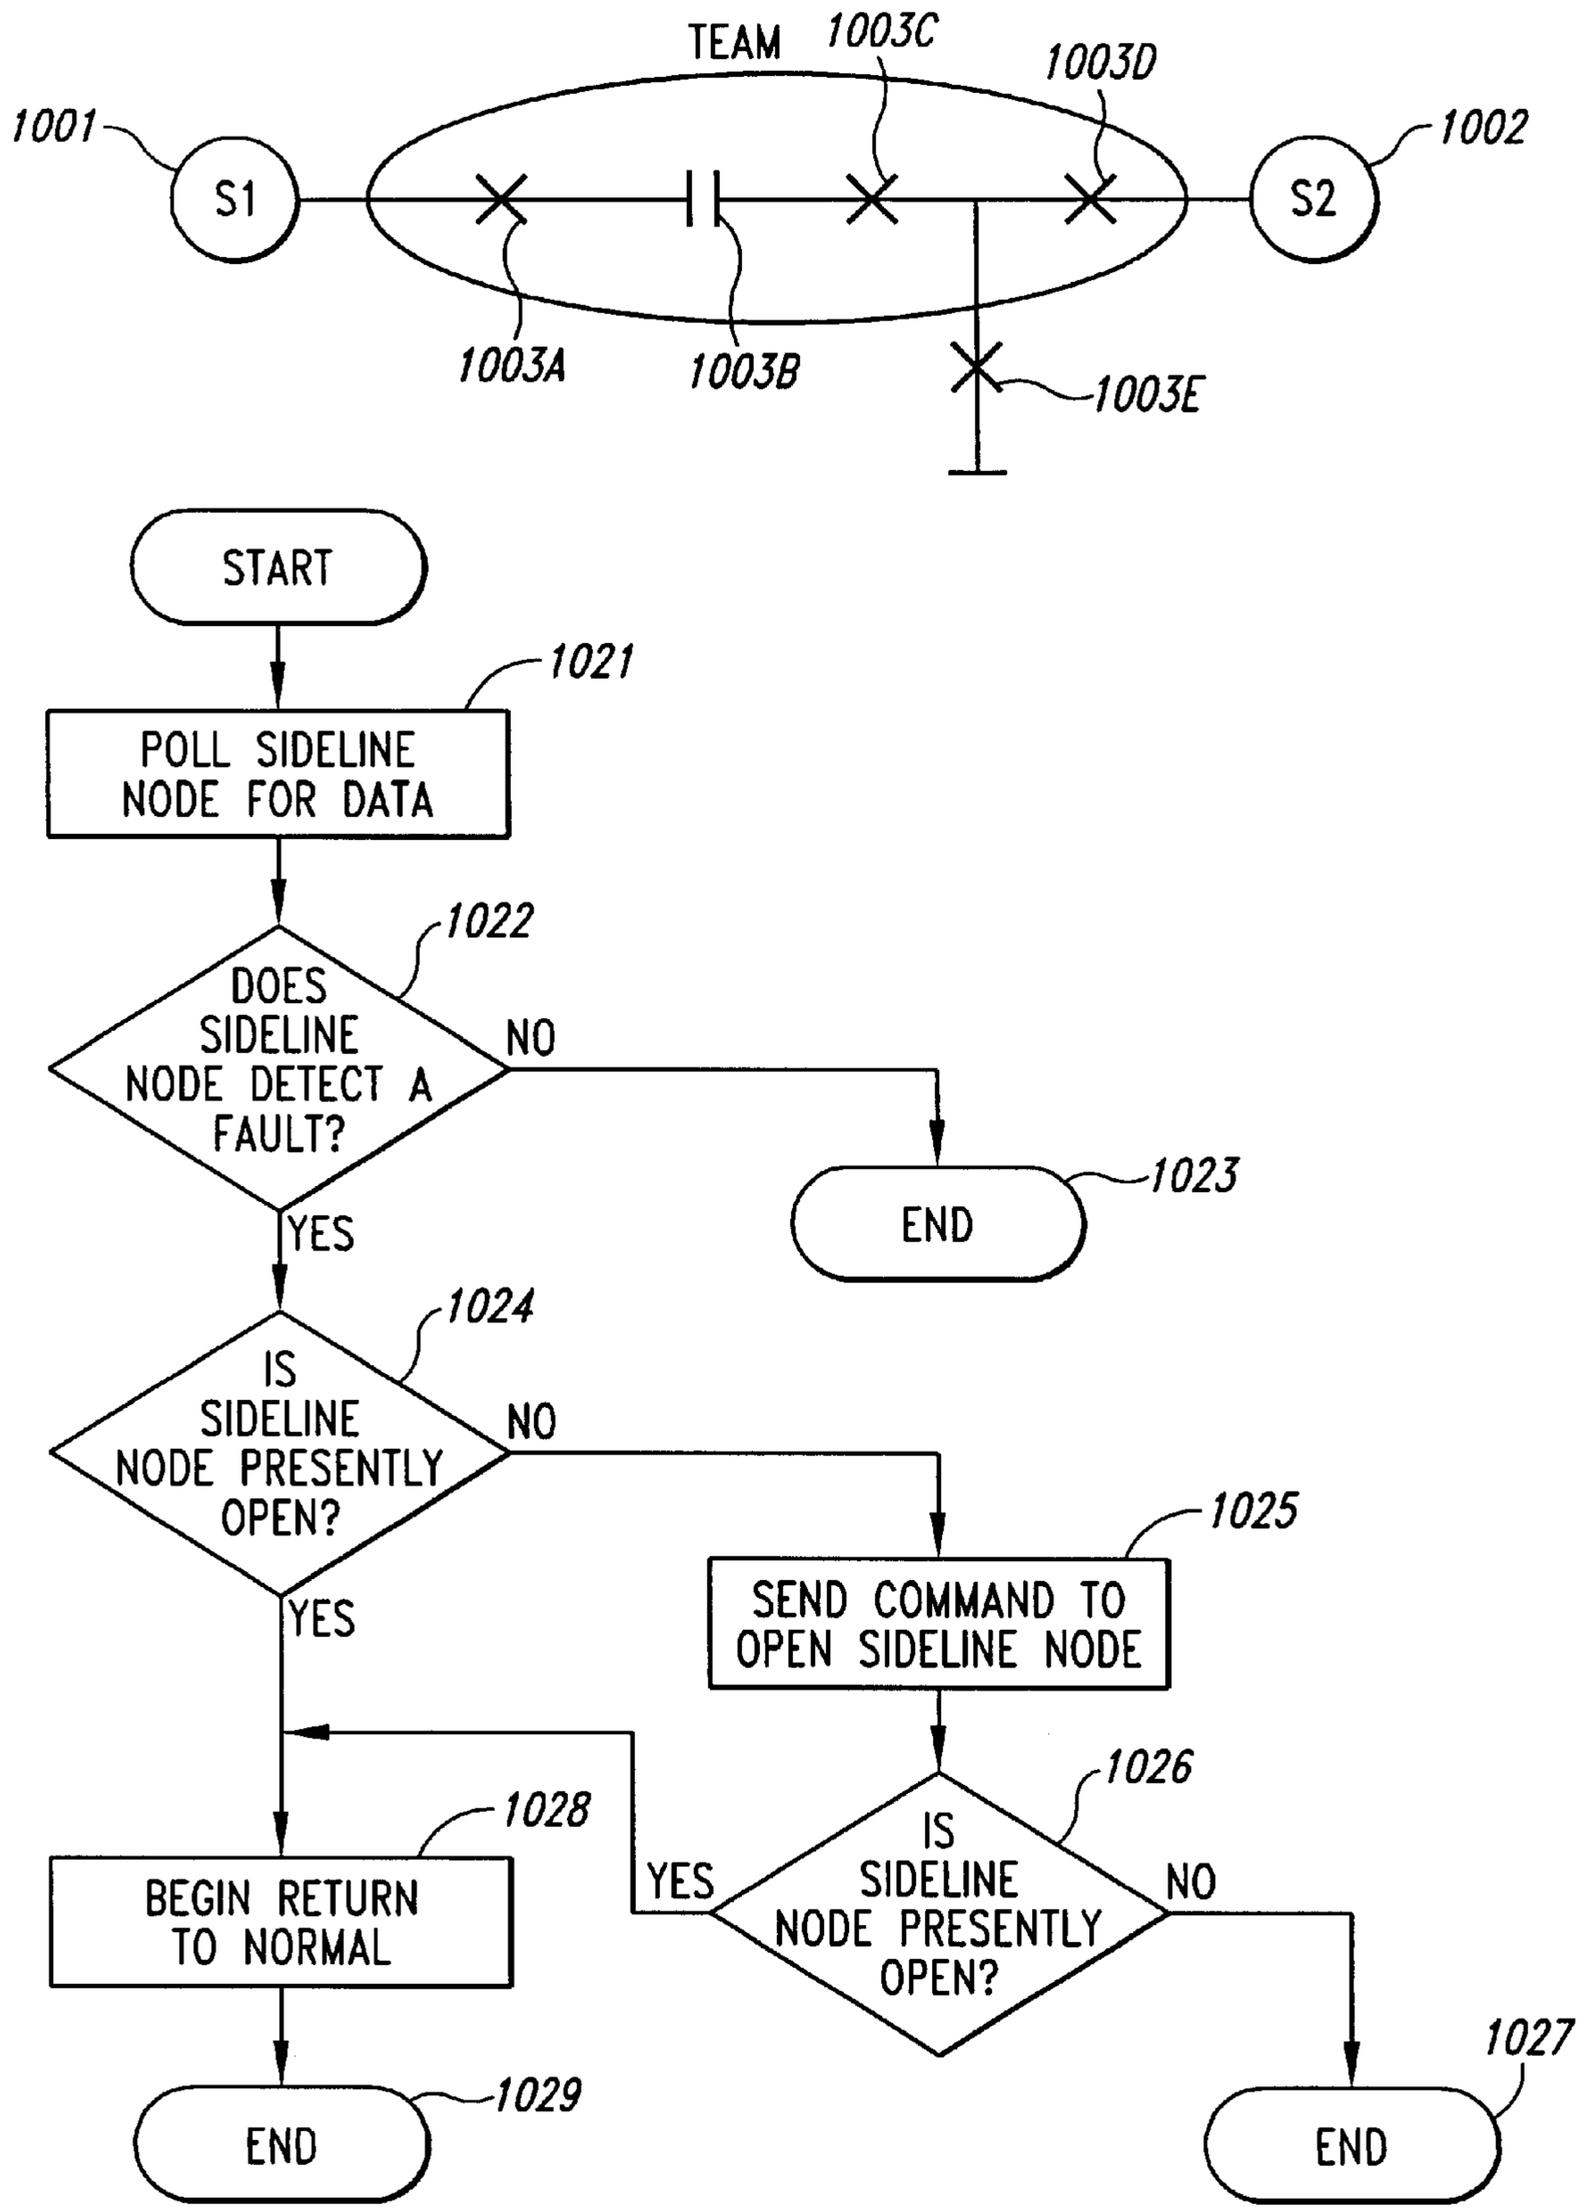 TEAM
1003C
1003D
1001
1002
S1
S2
1003A
1003B
1003E
START
1021
POLL SIDELINE
NODE FOR DATA
1022
DOES
SIDELINE
NODE DETECT A
FAULT?
NO
1023
END
YES
1024
IS
SIDELINE
NODE PRESENTLY
OPEN?
NO
1025
SEND COMMAND TO
OPEN SIDELINE NODE
YES
1026
IS
SIDELINE
NODE PRESENTLY
OPEN?
YES
NO
1028
BEGIN RETURN
TO NORMAL
1027
1029
END
END